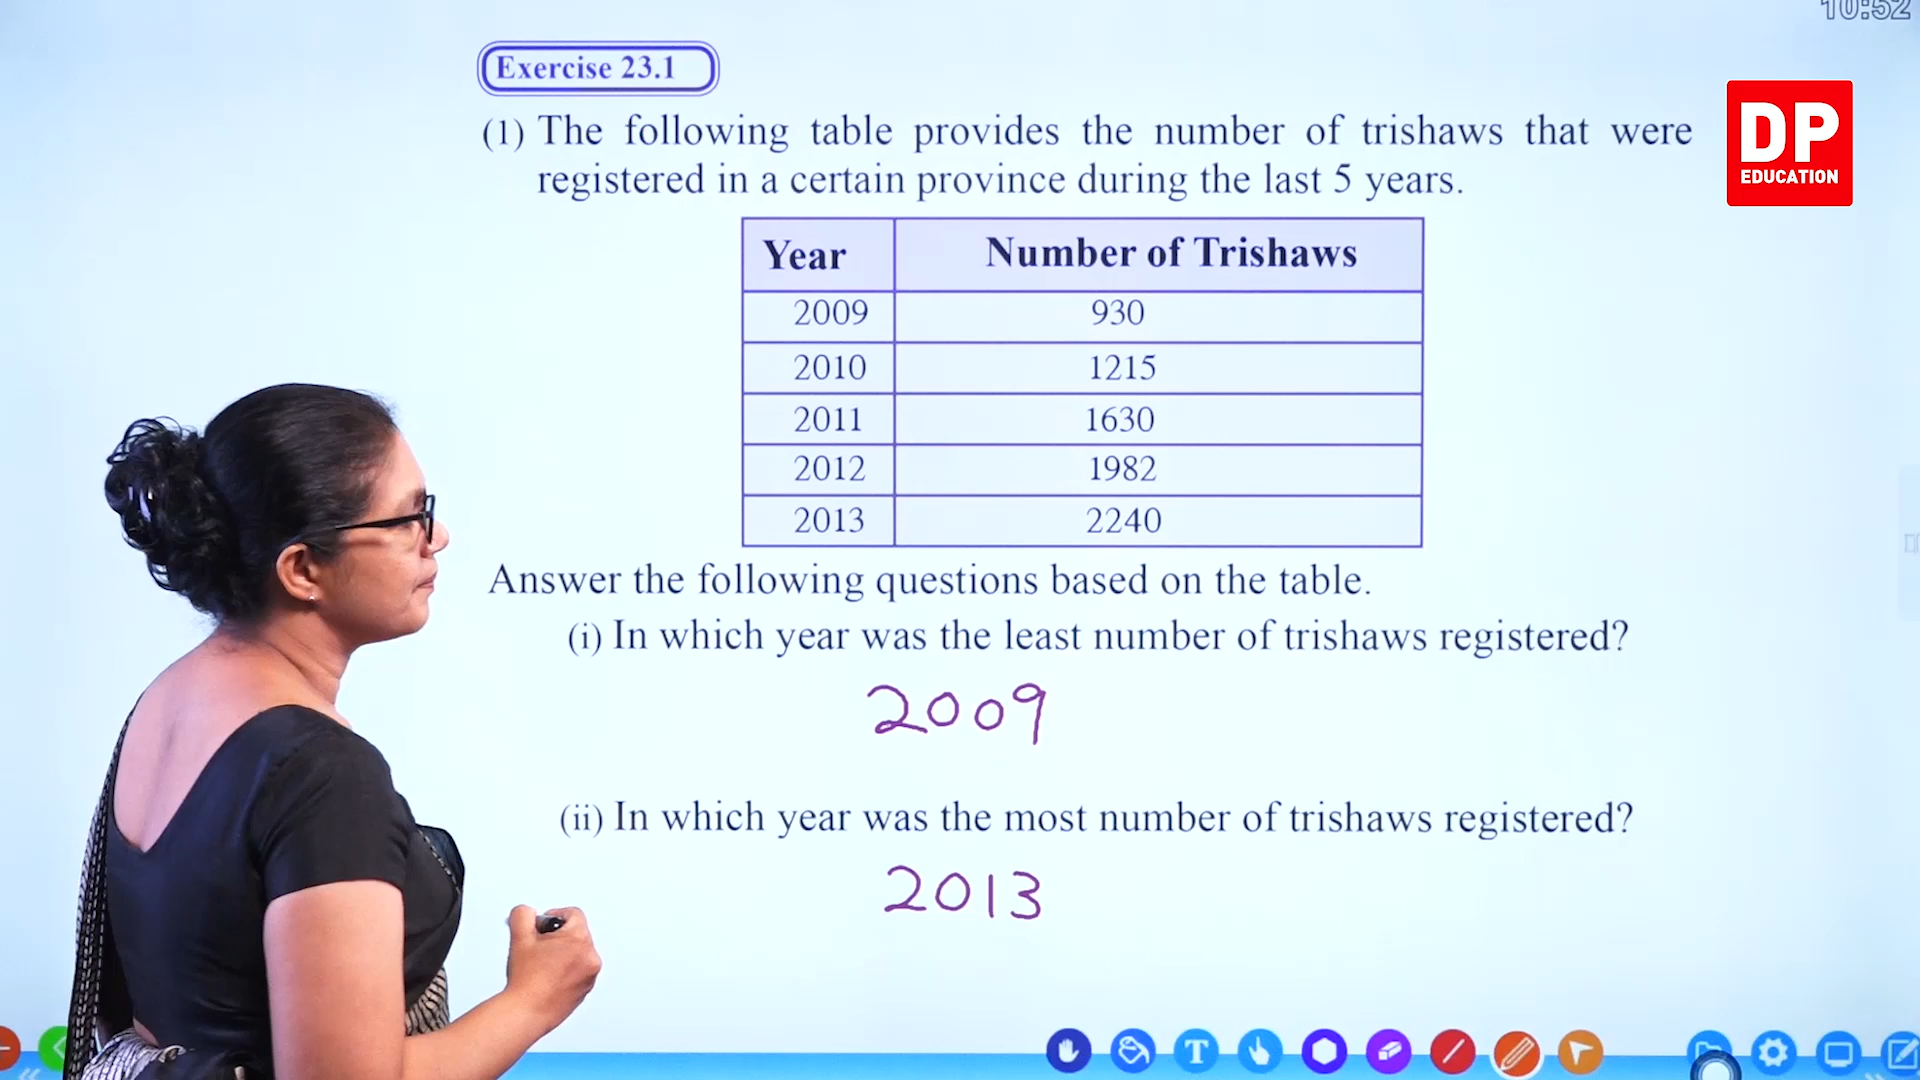 10:52
Exercise 23.1
DP
EDUCATION
(1) The following table provides the number of trishaws that were
registered in a certain province during the last 5 years.
Year Number of Trishaws
2009 930
2010 1215
2011 1630
2012 1982
2013 2240
Answer the following questions based on the table.
(i) In which year was the least number of trishaws registered?
2009
(ii) In which year was the most number of trishaws registered?
2013
T